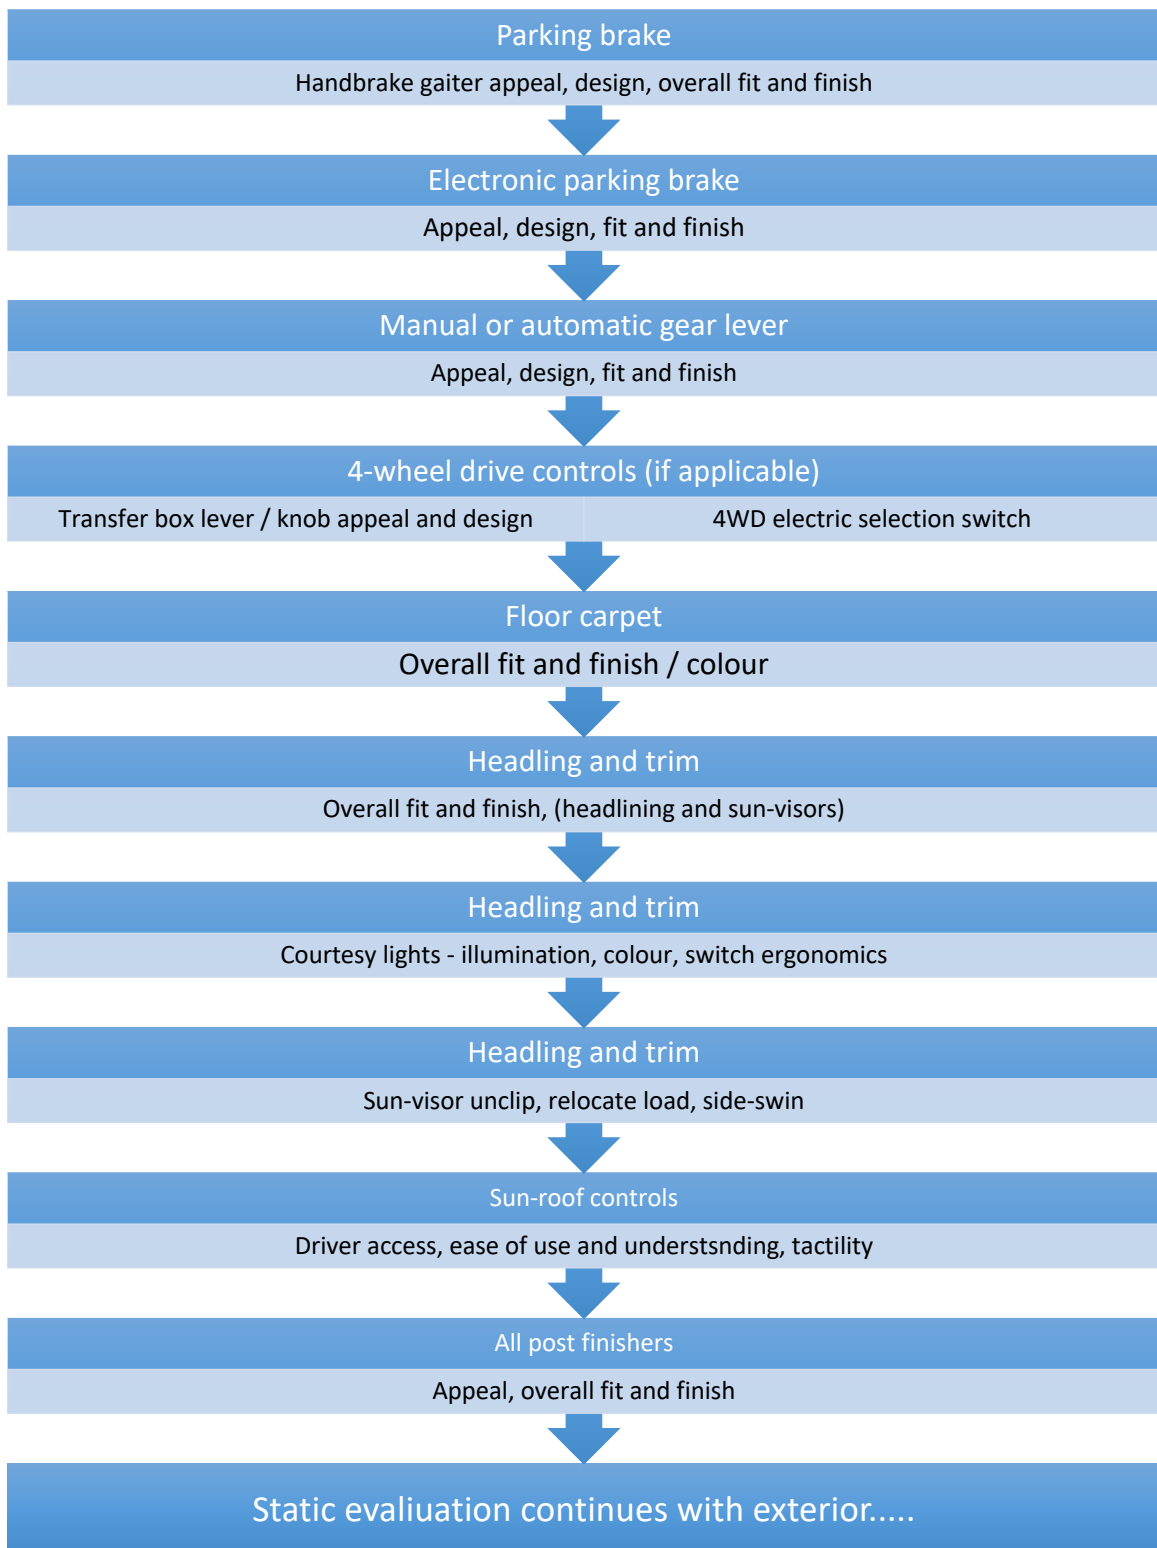 Parking brake
Handbrake gaiter appeal, design, overall fit and finish
Electronic parking brake
Appeal, design, fit and finish
Manual or automatic gear lever
Appeal, design, fit and finish
4-wheel drive controls (if applicable)
Transfer box lever / knob appeal and design
4WD electric selection switch
Floor carpet
Overall fit and finish / colour
Headling and trim
Overall fit and finish, (headlining and sun-visors)
Headling and trim
Courtesy lights - illumination, colour, switch ergonomics
Headling and trim
Sun-visor unclip, relocate load, side-swin
Sun-roof controls
Driver access, ease of use and understsnding, tactility
All post finishers
Appeal, overall fit and finish
Static evaliuation continues with exterior.....